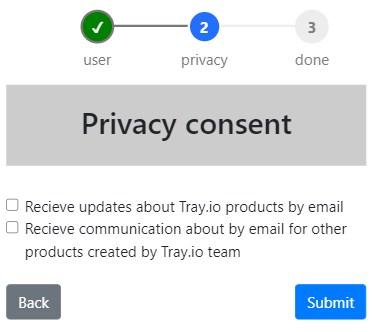 ✓ 2 3
user privacy done
Privacy consent
Recieve updates about Tray.io products by email
Recieve communication about by email for other
products created by Tray.io team
Back Submit